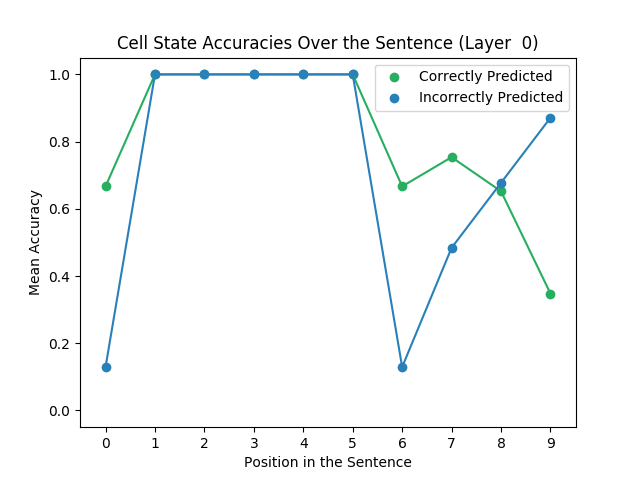 Cell State Accuracies Over the Sentence (Layer  0)
Correctly Predicted
Incorrectly Predicted
Mean Accuracy
1.0
0.8
0.6
0.4
0.2
0.0
0 1 2 3 4 5 6 7 8 9
Position in the Sentence